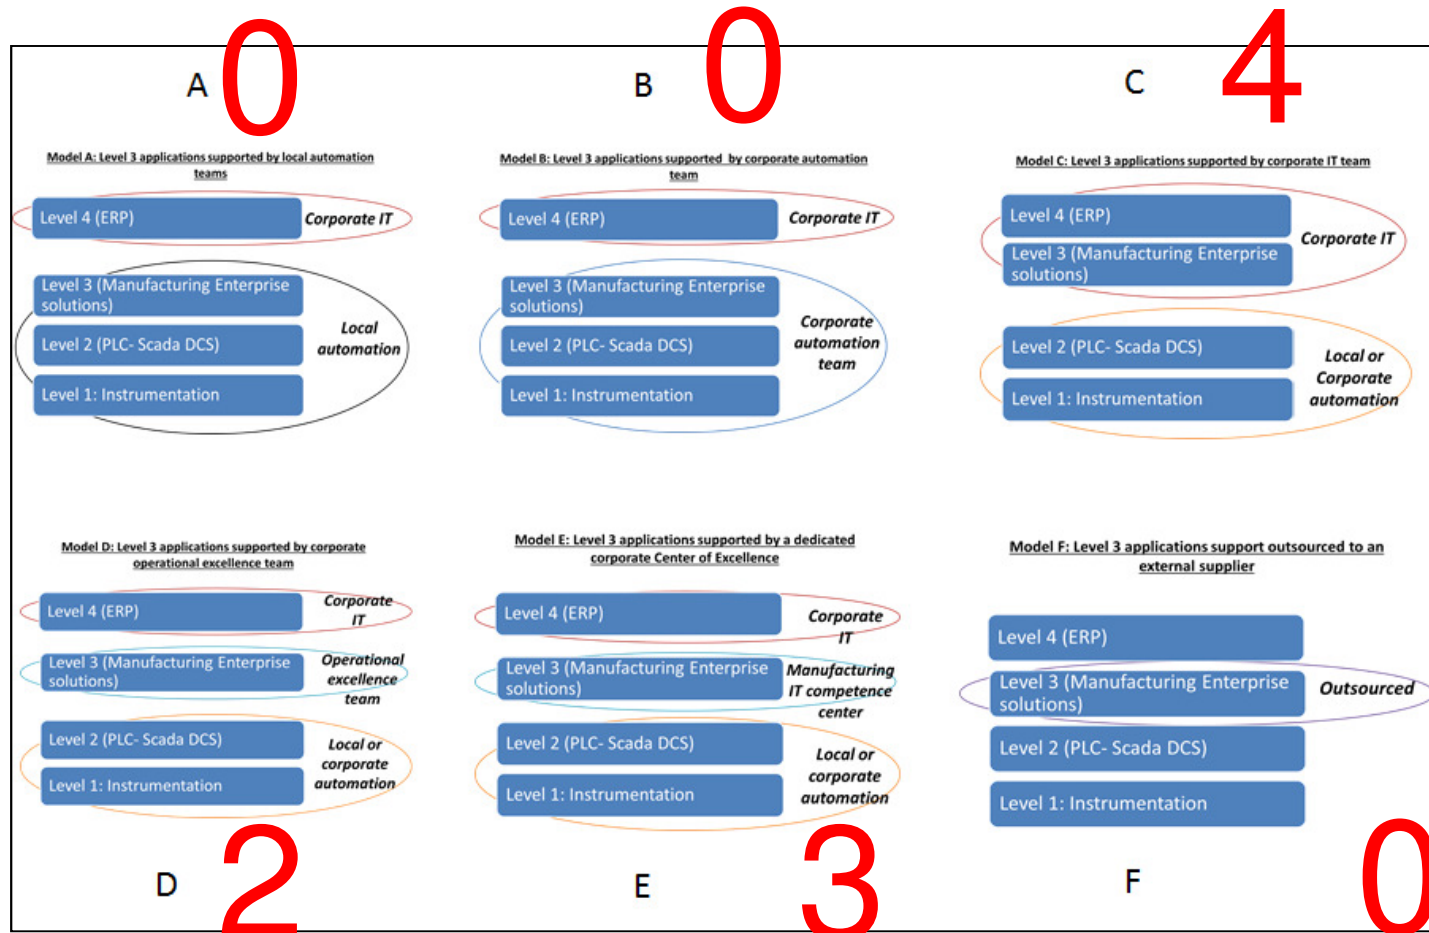 A
0
Model A: Level 3 applications supported by local automation
teams
Level 4 (ERP)
Corporate IT
Level 3 (Manufacturing Enterprise
solutions)
Level 2 (PLC- Scada DCS)
Level 1: Instrumentation
Local
automation
B
0
Model B: Level 3 applications supported by corporate automation
team
Level 4 (ERP)
Corporate IT
Level 3 (Manufacturing Enterprise
solutions)
Level 2 (PLC- Scada DCS)
Level 1: Instrumentation
Corporate
automation
team
C
4
Model C: Level 3 applications supported by corporate IT team
Level 4 (ERP)
Level 3 (Manufacturing Enterprise
solutions)
Corporate IT
Level 2 (PLC- Scada DCS)
Level 1: Instrumentation
Local or
Corporate
automation
Model D: Level 3 applications supported by corporate
operational excellence team
Level 4 (ERP)
Corporate
IT
Level 3 (Manufacturing Enterprise
solutions)
Operational
excellence
team
Level 2 (PLC- Scada DCS)
Level 1: Instrumentation
Local or
corporate
automation
D
2
Model E: Level 3 applications supported by a dedicated
corporate Center of Excellence
Level 4 (ERP)
Corporate
IT
Level 3 (Manufacturing Enterprise
solutions)
Manufacturing
IT competence
center
Level 2 (PLC- Scada DCS)
Level 1: Instrumentation
Local or
corporate
automation
E
3
Model F: Level 3 applications support outsourced to an
external supplier
Level 4 (ERP)
Level 3 (Manufacturing Enterprise
solutions)
Outsourced
Level 2 (PLC- Scada DCS)
Level 1: Instrumentation
F
0